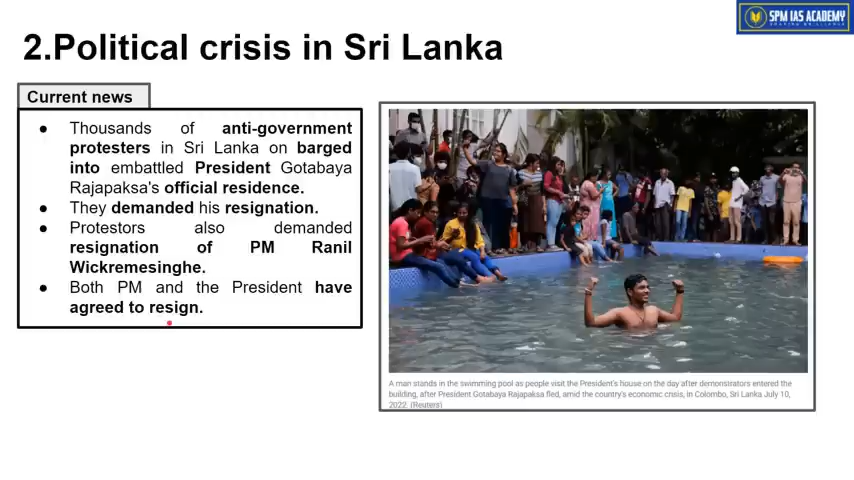 SPM IAS ACADEMY
2.Political crisis in Sri Lanka
Current news
● Thousands of anti-government
protesters in Sri Lanka on barged
into embattled President Gotabaya
Rajapaksa's official residence.
● They demanded his resignation.
● Protestors also demanded
resignation of PM Ranil
Wickremesinghe.
● Both PM and the President have
agreed to resign.
A man stands in the swimming pool as people visit the President's house on the day after demonstrators entered the
building, after President Gotabaya Rajapaksa fled, amid the country's economic crisis, in Colombo, Sri Lanka July 10,
2022. (Reuters)